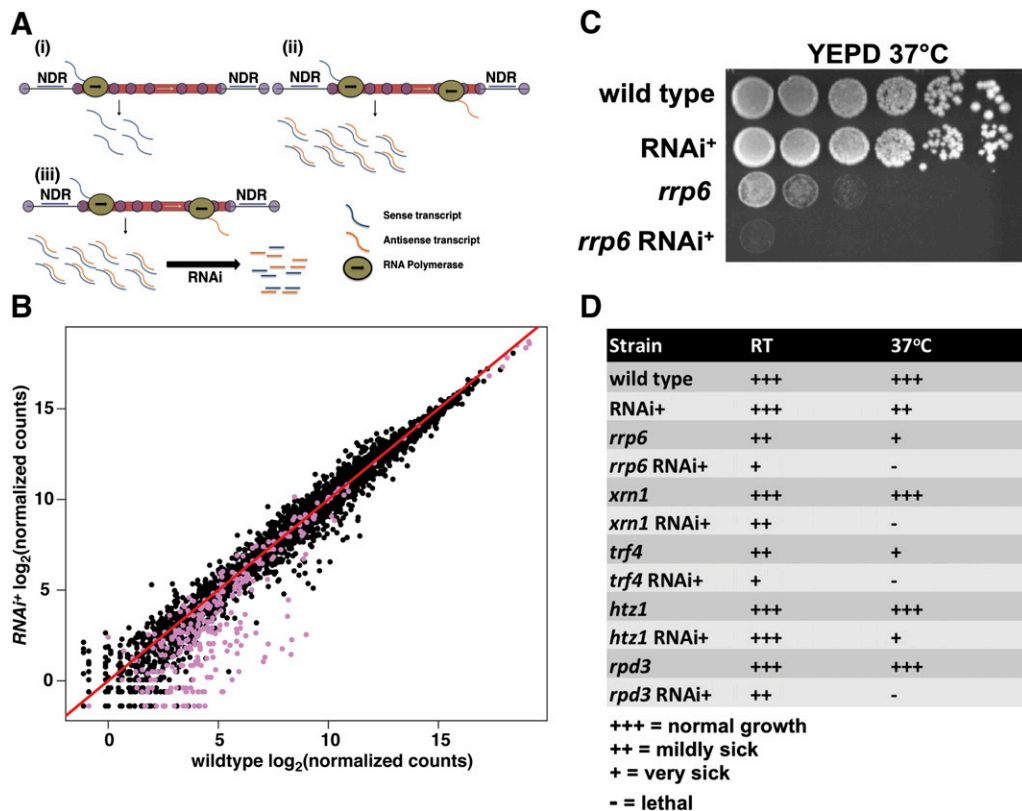 A
(i)
NDR
NDR
(ii)
NDR
NDR
(iii)
NDR
NDR
RNAi
Sense transcript
Antisense transcript
RNA Polymerase
B
RNAi⁺ log₂(normalized counts)
15
10
5
0
0
5
10
15
wildtype log₂(normalized counts)
C
YEPD 37°C
wild type
RNAi⁺
rrp6
rrp6 RNAi⁺
D
Strain RT 37°C
wild type +++ +++
RNAi+ +++ ++
rrp6 ++ +
rrp6 RNAi+ + -
xrn1 +++ +++
xrn1 RNAi+ ++ -
trf4 ++ +
trf4 RNAi+ + -
htz1 +++ +++
htz1 RNAi+ +++ +
rpd3 +++ +++
rpd3 RNAi+ ++ -
+++ = normal growth
++ = mildly sick
+ = very sick
- = lethal